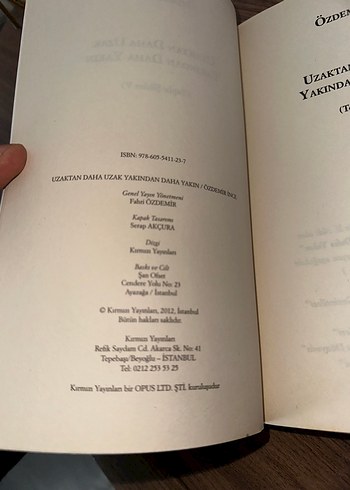 ISBN: 978-605-5411-21-7
UZAKTAN DAHA UZAK YAKINDAN DAHA YAKIN / ÖZDEMİR İNCE
Genel Yayın Yönetmeni
Fahri ÖZDEMİR
Kapak Tasarımı
Serap AKÇURA
Dizgi
Kırmızı Yayınları
Baskı ve Cilt
Şan Ofset
Cendere Yolu No: 23
Ayazağa / İstanbul
© Kırmızı Yayınları, 2012, İstanbul
Bütün hakları saklıdır.
Kırmızı Yayınları
Refik Saydam Cd. Akarca Sk. No: 41
Tepebaşı/Beyoğlu – İSTANBUL
Tel: 0212 253 53 25
Kırmızı Yayınları bir OPUS LTD. ŞTİ. kuruluşudur
ÖZDE
UZAKTA
YAKINDA
(T